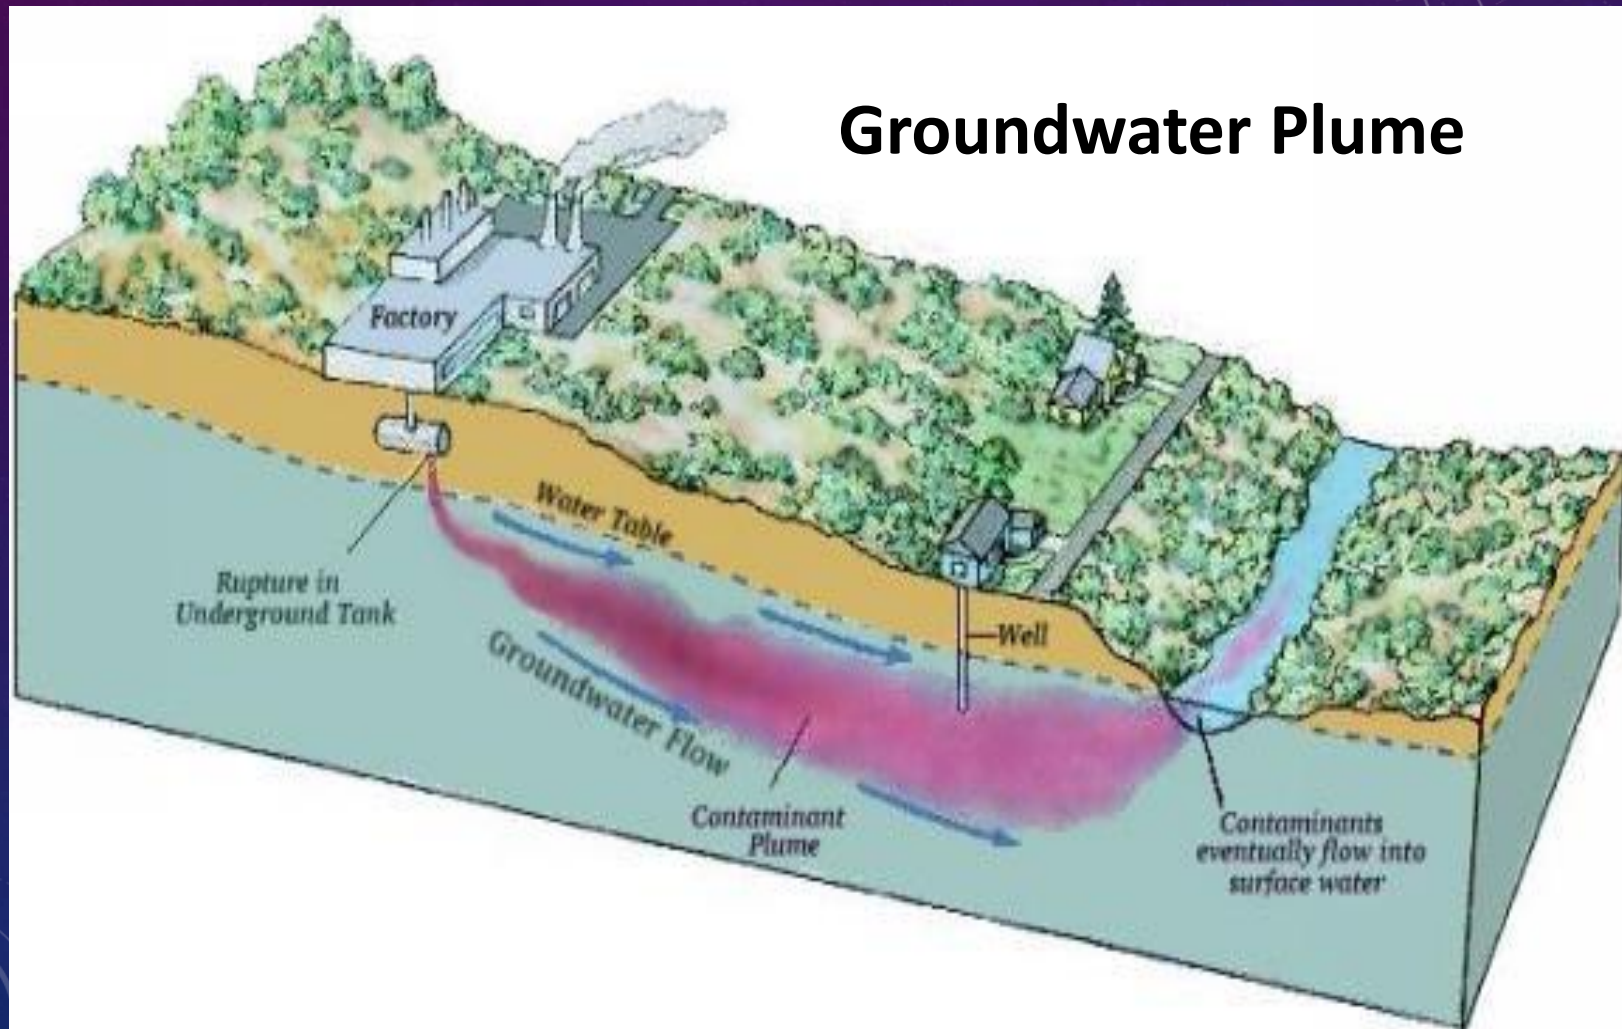 Groundwater Plume
Factory
Water Table
Rupture in
Underground Tank
Groundwater Flow
Well
Contaminant
Plume
Contaminants
eventually flow into
surface water